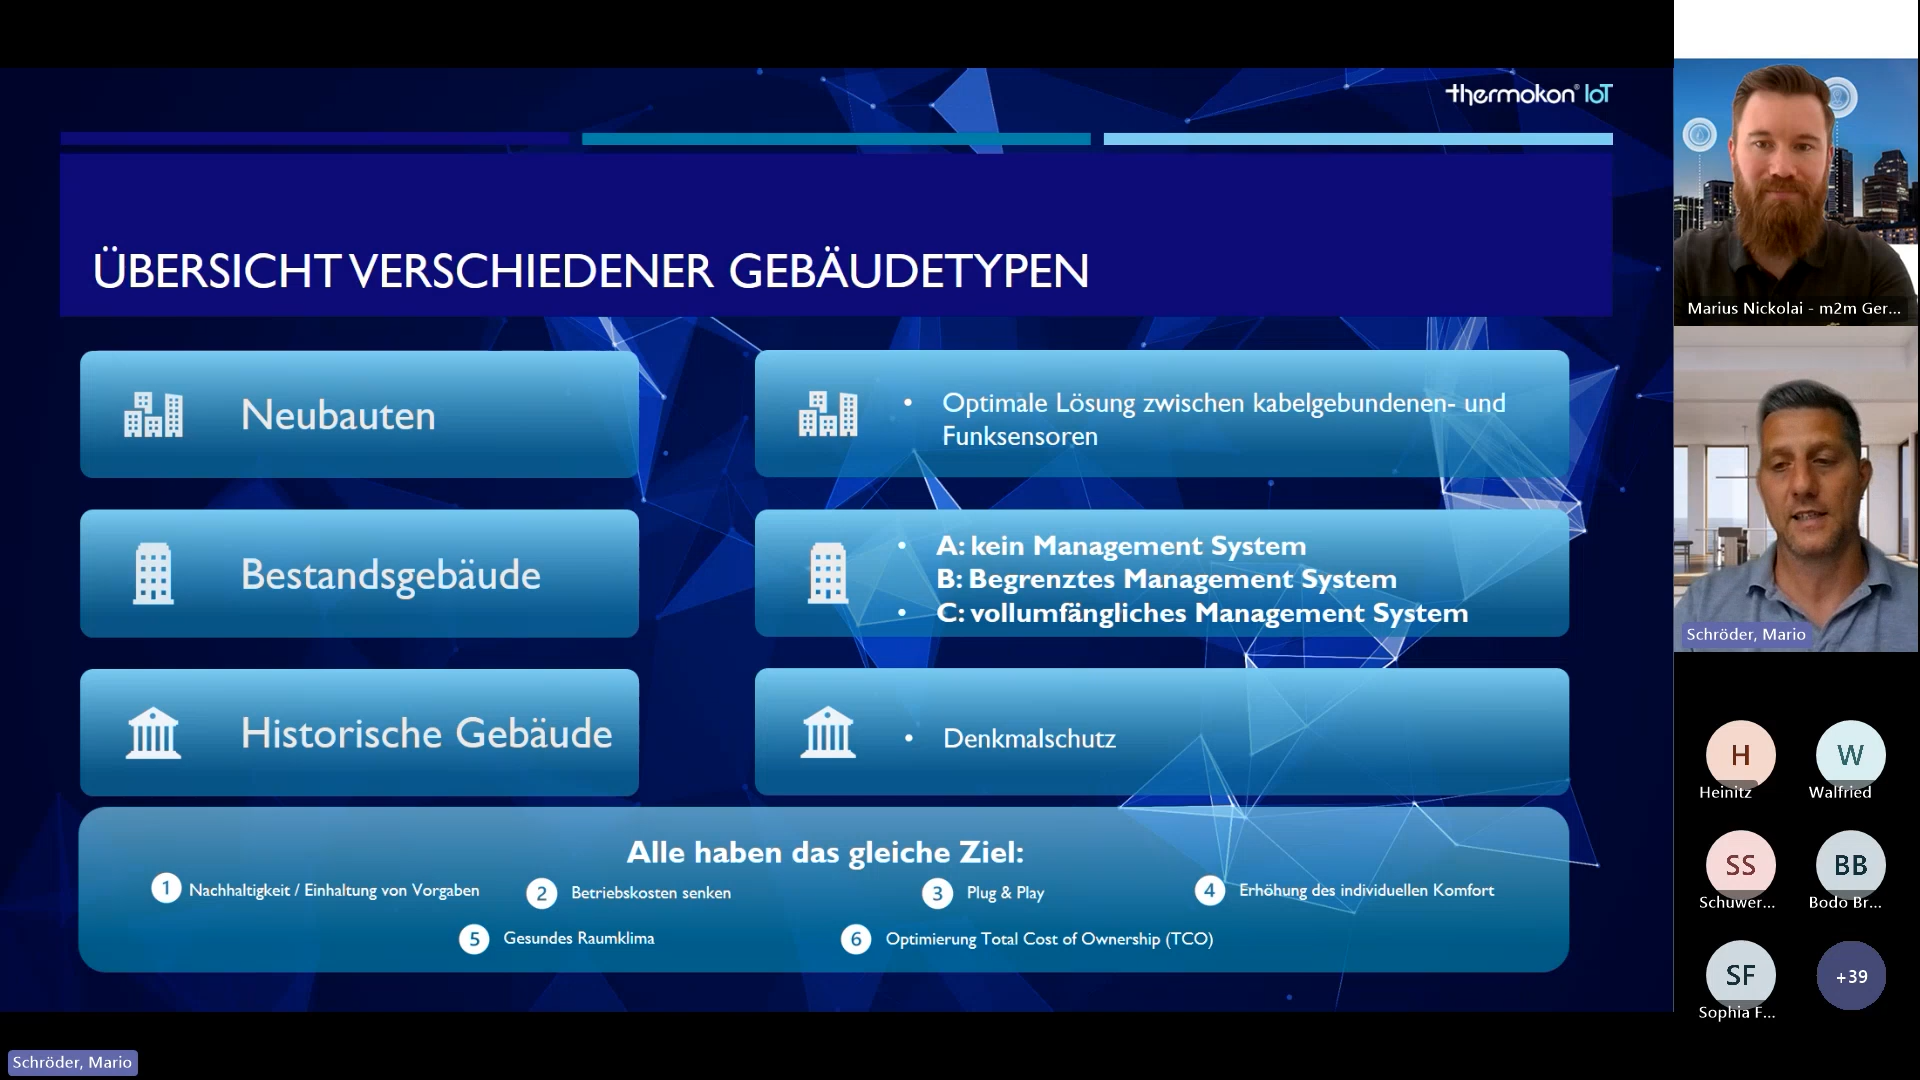 thermokon® IoT
ÜBERSICHT VERSCHIEDENER GEBÄUDETYPEN
Neubauten
• Optimale Lösung zwischen kabelgebundenen- und
Funksensoren
Bestandsgebäude
• A: kein Management System
B: Begrenztes Management System
• C: vollumfängliches Management System
Historische Gebäude
• Denkmalschutz
Alle haben das gleiche Ziel:
1 Nachhaltigkeit / Einhaltung von Vorgaben
2 Betriebskosten senken
3 Plug & Play
4 Erhöhung des individuellen Komfort
5 Gesundes Raumklima
6 Optimierung Total Cost of Ownership (TCO)
Marius Nickolai - m2m Ger...
Schröder, Mario
H
Heinitz
W
Walfried
SS
Schuwer...
BB
Bodo Br...
SF
Sophia F...
+39
Schröder, Mario